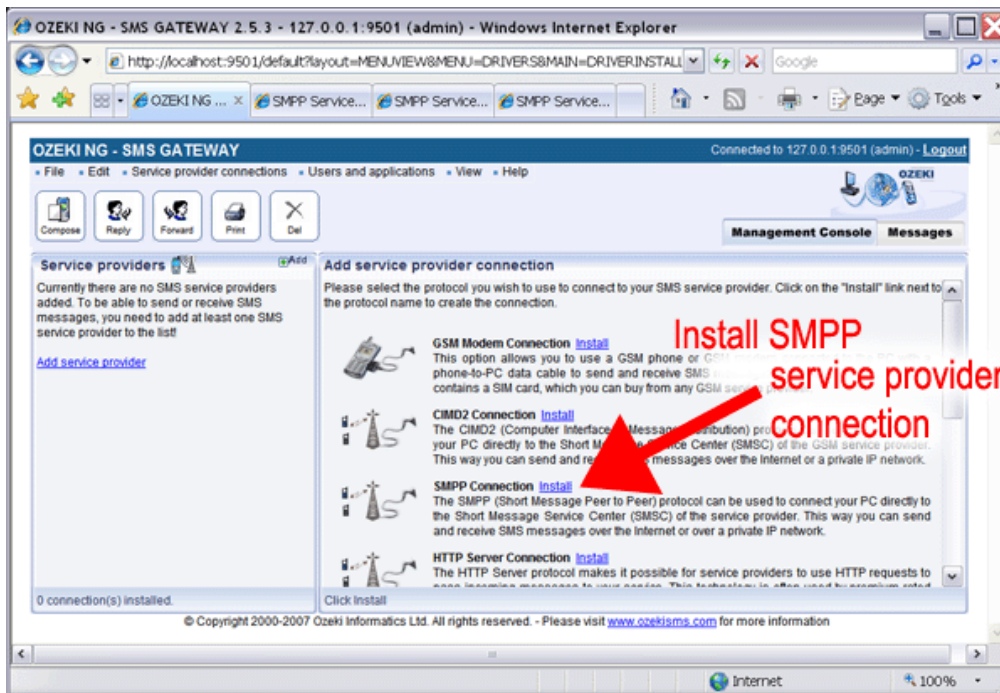 OZEKI NG - SMS GATEWAY 2.5.3 - 127.0.0.1:9501 (admin) - Windows Internet Explorer
http://localhost:9501/default?layout=MENUVIEW&MENU=DRIVERS&MAIN=DRIVERINSTALL
Google
OZEKI NG ...
SMPP Service...
SMPP Service...
SMPP Service...
Page
Tools
OZEKI NG - SMS GATEWAY
Connected to 127.0.0.1:9501 (admin) - Logout
File Edit Service provider connections Users and applications View Help
OZEKI
Compose Reply Forward Print Del
Management Console Messages
Service providers
Add
Currently there are no SMS service providers
added. To be able to send or receive SMS
messages, you need to add at least one SMS
service provider to the list!
Add service provider
0 connection(s) installed.
Add service provider connection
Please select the protocol you wish to use to connect to your SMS service provider. Click on the "Install" link next to
the protocol name to create the connection.
GSM Modem Connection Install
This option allows you to use a GSM phone or
phone-to-PC data cable to send and receive SMS
contains a SIM card, which you can buy from any GSM
CIMD2 Connection Install
The CIMD2 (Computer Interface Message Distribution)
your PC directly to the Short Message Service Center (SMSC) of the GSM service provider.
This way you can send and receive SMS messages over the Internet or a private IP network.
SMPP Connection Install
The SMPP (Short Message Peer to Peer) protocol can be used to connect your PC directly to
the Short Message Service Center (SMSC) of the service provider. This way you can send
and receive SMS messages over the Internet or over a private IP network.
HTTP Server Connection Install
The HTTP Server protocol makes it possible for service providers to use HTTP requests to
Install SMPP
service provider
connection
Click Install
© Copyright 2000-2007 Ozeki Informatics Ltd. All rights reserved. - Please visit www.ozekisms.com for more information
Internet
100%